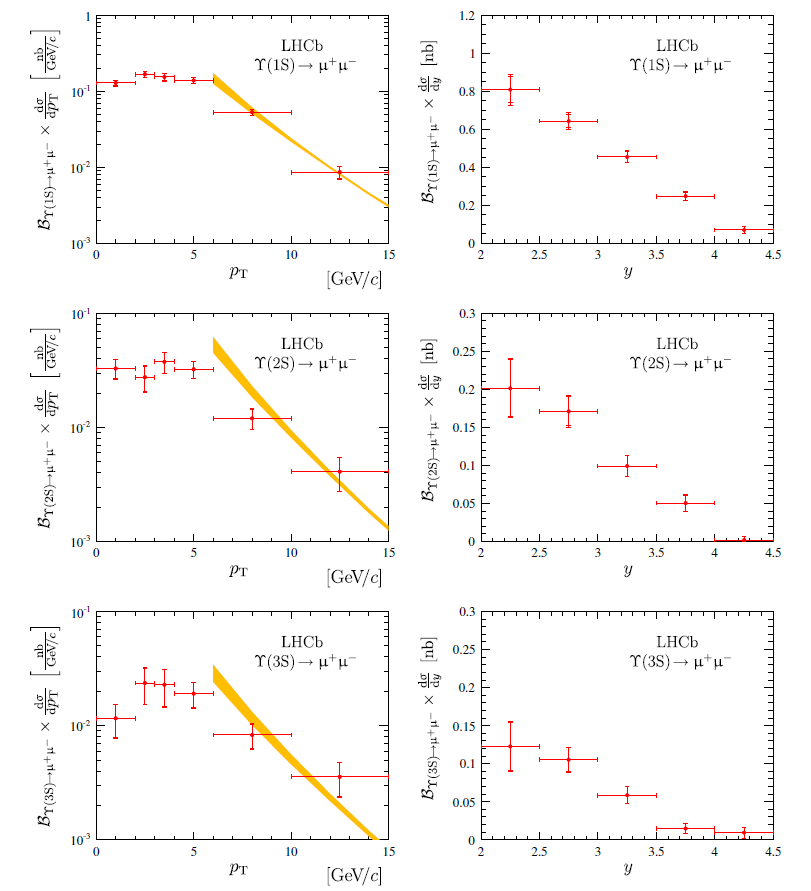 LHCb
ϒ(1S)→ μ⁺μ⁻
B_ϒ(1S)→μ⁺μ⁻ × dσ/dp_T [nb/GeV/c]
1
10⁻¹
10⁻²
10⁻³
0 5 10 15
p_T [GeV/c]
LHCb
ϒ(1S)→ μ⁺μ⁻
B_ϒ(1S)→μ⁺μ⁻ × dσ/dy [nb]
1.2
1
0.8
0.6
0.4
0.2
0
2 2.5 3 3.5 4 4.5
y
LHCb
ϒ(2S)→ μ⁺μ⁻
B_ϒ(2S)→μ⁺μ⁻ × dσ/dp_T [nb/GeV/c]
10⁻¹
10⁻²
10⁻³
0 5 10 15
p_T [GeV/c]
LHCb
ϒ(2S)→ μ⁺μ⁻
B_ϒ(2S)→μ⁺μ⁻ × dσ/dy [nb]
0.3
0.25
0.2
0.15
0.1
0.05
0
2 2.5 3 3.5 4 4.5
y
LHCb
ϒ(3S)→ μ⁺μ⁻
B_ϒ(3S)→μ⁺μ⁻ × dσ/dp_T [nb/GeV/c]
10⁻¹
10⁻²
10⁻³
0 5 10 15
p_T [GeV/c]
LHCb
ϒ(3S)→ μ⁺μ⁻
B_ϒ(3S)→μ⁺μ⁻ × dσ/dy [nb]
0.3
0.25
0.2
0.15
0.1
0.05
0
2 2.5 3 3.5 4 4.5
y